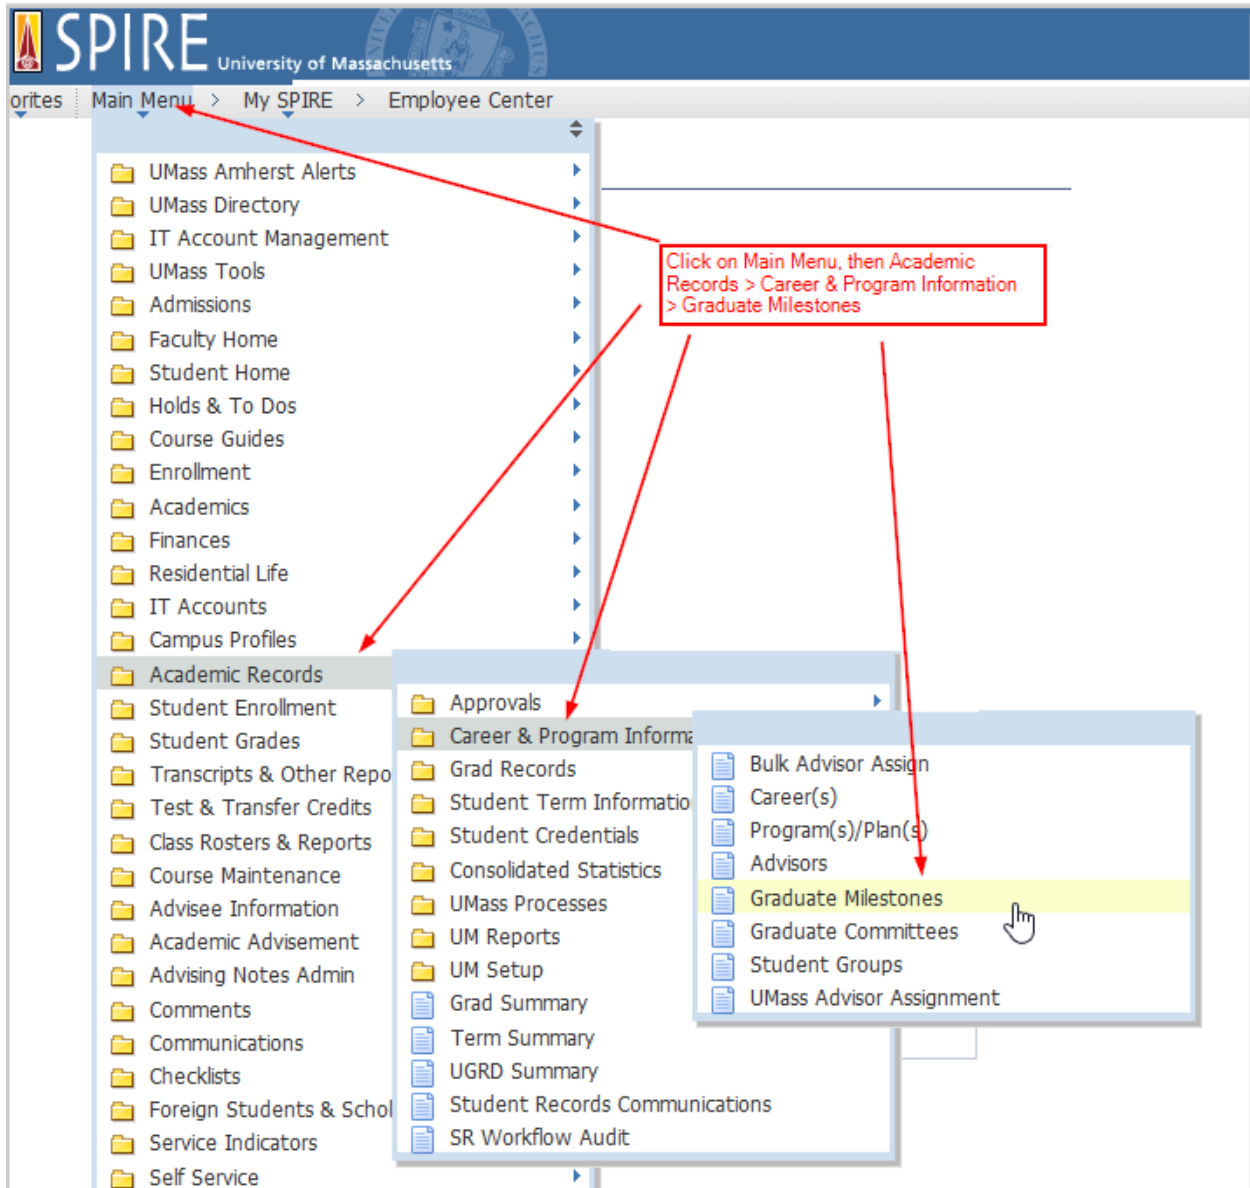 SPIRE University of Massachusetts
orites Main Menu > My SPIRE > Employee Center
UMass Amherst Alerts
UMass Directory
IT Account Management
UMass Tools
Admissions
Faculty Home
Student Home
Holds & To Dos
Course Guides
Enrollment
Academics
Finances
Residential Life
IT Accounts
Campus Profiles
Academic Records
Student Enrollment
Student Grades
Transcripts & Other Repo
Test & Transfer Credits
Class Rosters & Reports
Course Maintenance
Advisee Information
Academic Advisement
Advising Notes Admin
Comments
Communications
Checklists
Foreign Students & Schol
Service Indicators
Self Service
Click on Main Menu, then Academic
Records > Career & Program Information
> Graduate Milestones
Approvals
Career & Program Informa
Grad Records
Student Term Informatio
Student Credentials
Consolidated Statistics
UMass Processes
UM Reports
UM Setup
Grad Summary
Term Summary
UGRD Summary
Student Records Communications
SR Workflow Audit
Bulk Advisor Assign
Career(s)
Program(s)/Plan(s)
Advisors
Graduate Milestones
Graduate Committees
Student Groups
UMass Advisor Assignment